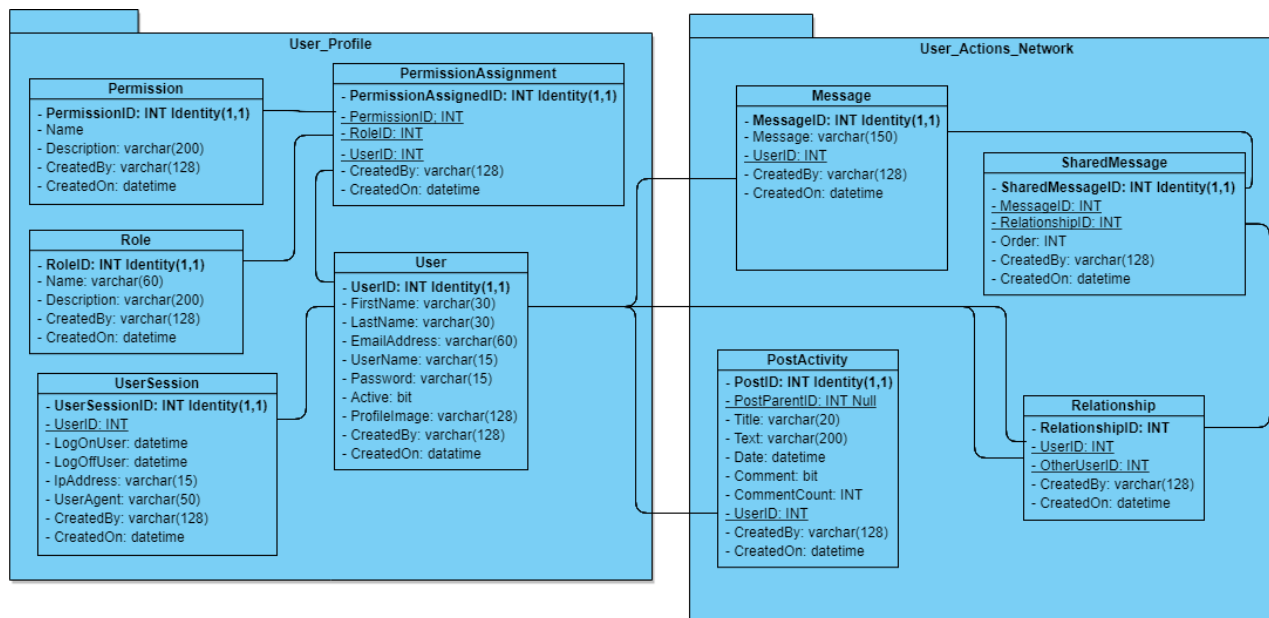 User_Profile
Permission
- PermissionID: INT Identity(1,1)
- Name
- Description: varchar(200)
- CreatedBy: varchar(128)
- CreatedOn: datetime
PermissionAssignment
- PermissionAssignedID: INT Identity(1,1)
- PermissionID: INT
- RoleID: INT
- UserID: INT
- CreatedBy: varchar(128)
- CreatedOn: datetime
Role
- RoleID: INT Identity(1,1)
- Name: varchar(60)
- Description: varchar(200)
- CreatedBy: varchar(128)
- CreatedOn: datetime
User
- UserID: INT Identity(1,1)
- FirstName: varchar(30)
- LastName: varchar(30)
- EmailAddress: varchar(60)
- UserName: varchar(15)
- Password: varchar(15)
- Active: bit
- ProfileImage: varchar(128)
- CreatedBy: varchar(128)
- CreatedOn: datatime
UserSession
- UserSessionID: INT Identity(1,1)
- UserID: INT
- LogOnUser: datetime
- LogOffUser: datetime
- IpAddress: varchar(15)
- UserAgent: varchar(50)
- CreatedBy: varchar(128)
- CreatedOn: datetime
User_Actions_Network
Message
- MessageID: INT Identity(1,1)
- Message: varchar(150)
- UserID: INT
- CreatedBy: varchar(128)
- CreatedOn: datetime
SharedMessage
- SharedMessageID: INT Identity(1,1)
- MessageID: INT
- RelationshipID: INT
- Order: INT
- CreatedBy: varchar(128)
- CreatedOn: datetime
PostActivity
- PostID: INT Identity(1,1)
- PostParentID: INT Null
- Title: varchar(20)
- Text: varchar(200)
- Date: datetime
- Comment: bit
- CommentCount: INT
- UserID: INT
- CreatedBy: varchar(128)
- CreatedOn: datetime
Relationship
- RelationshipID: INT
- UserID: INT
- OtherUserID: INT
- CreatedBy: varchar(128)
- CreatedOn: datetime